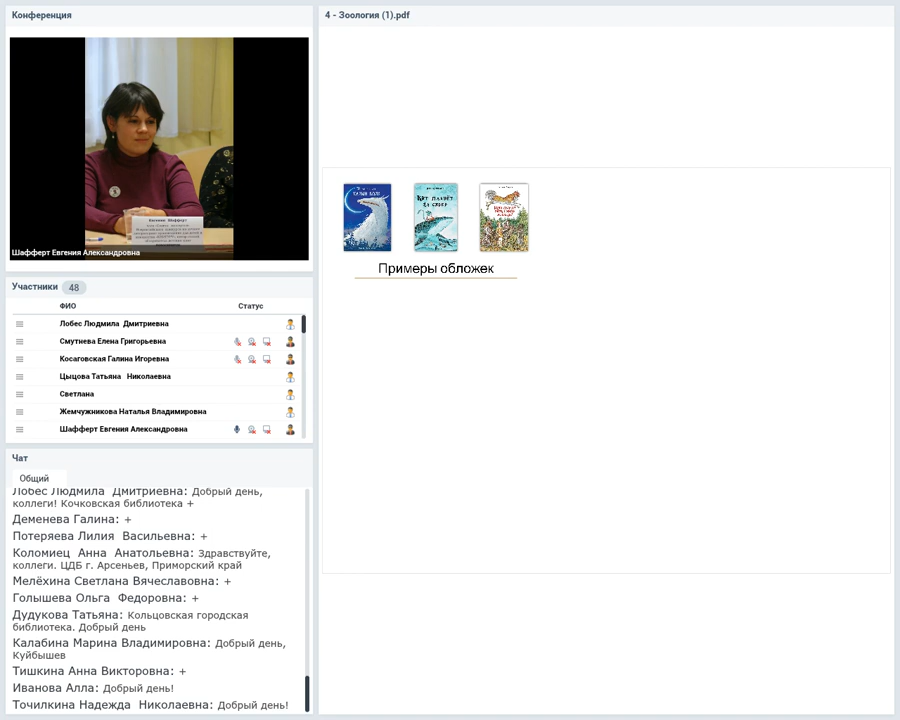 Конференция
Шафферт Евгения Александровна
Участники 48
ФИО Статус
Лобес Людмила Дмитриевна
Смутнева Елена Григорьевна
Косаговская Галина Игоревна
Цыцова Татьяна Николаевна
Светлана
Жемчужникова Наталья Владимировна
Шафферт Евгения Александровна
Чат
Общий
Лобес Людмила Дмитриевна: Добрый день,
коллеги! Кочковская библиотека +
Деменева Галина: +
Потеряева Лилия Васильевна: +
Коломиец Анна Анатольевна: Здравствуйте,
коллеги. ЦДБ г. Арсеньев, Приморский край
Мелёхина Светлана Вячеславовна: +
Голышева Ольга Федоровна: +
Дудукова Татьяна: Кольцовская городская
библиотека. Добрый день
Калабина Марина Владимировна: Добрый день,
Куйбышев
Тишкина Анна Викторовна: +
Иванова Алла: Добрый день!
Точилкина Надежда Николаевна: Добрый день!
4 - Зоология (1).pdf
Кит плывёт
на север
Примеры обложек